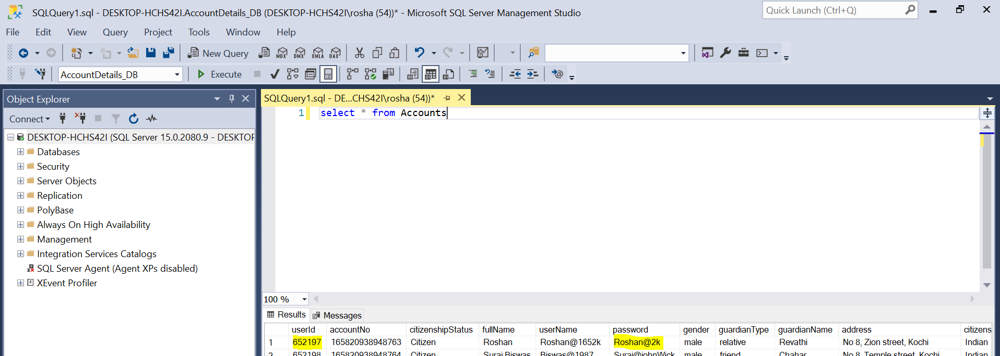 SQLQuery1.sql - DESKTOP-HCHS42I.AccountDetails_DB (DESKTOP-HCHS42I\rosha (54))* - Microsoft SQL Server Management Studio
Quick Launch (Ctrl+Q)
File Edit View Query Project Tools Window Help
New Query MDX DMX XMLA DAX
AccountDetails_DB Execute
Object Explorer
SQLQuery1.sql - DE...CHS42I\rosha (54))*
Connect
1 select * from Accounts
DESKTOP-HCHS42I (SQL Server 15.0.2080.9 - DESKTOP
Databases
Security
Server Objects
Replication
PolyBase
Always On High Availability
Management
Integration Services Catalogs
SQL Server Agent (Agent XPs disabled)
XEvent Profiler
100 %
Results Messages
userId accountNo citizenshipStatus fullName userName password gender guardianType guardianName address citizens
1 652197 165820938948763 Citizen Roshan Roshan@1652k Roshan@2k male relative Revathi No 8, Zion street, Kochi Indian
2 652198 165820938948764 Citizen Suraj Biswas Biswas@1987 Suraj@johnWick male friend Chahar No 8, Temple street, Kochi Indian